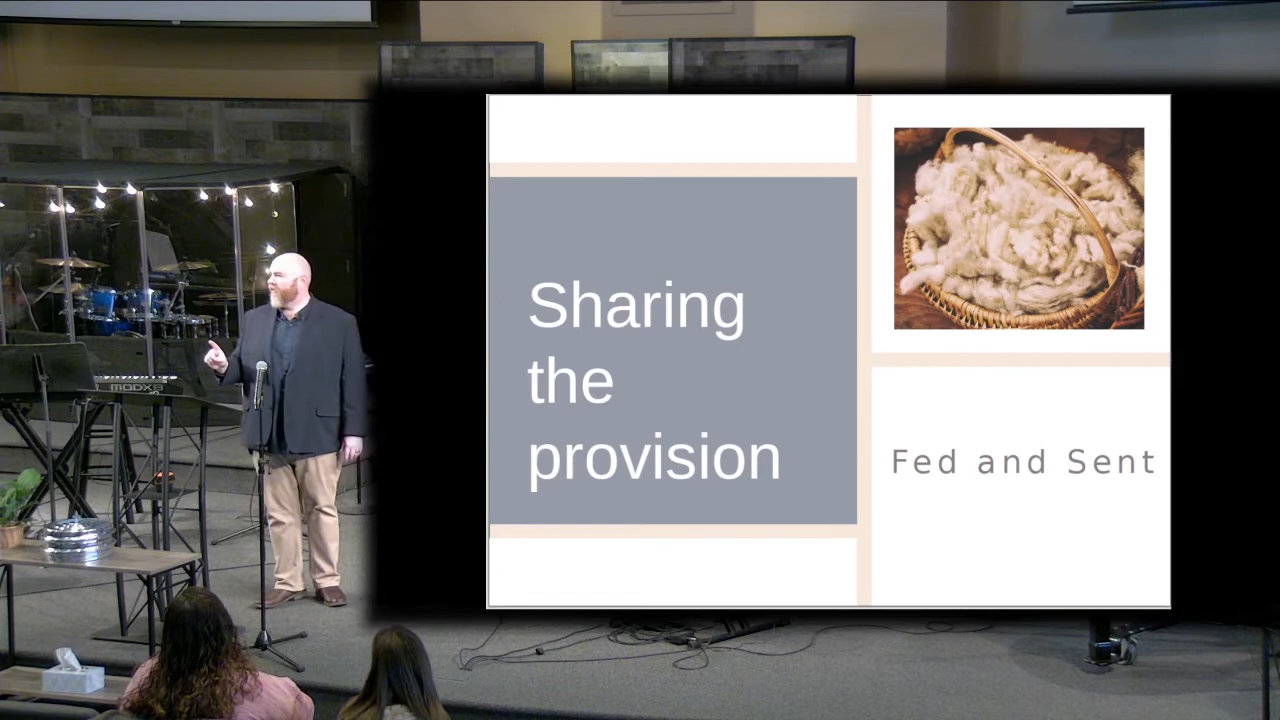 Sharing
the
provision
Fed and Sent
MODX8